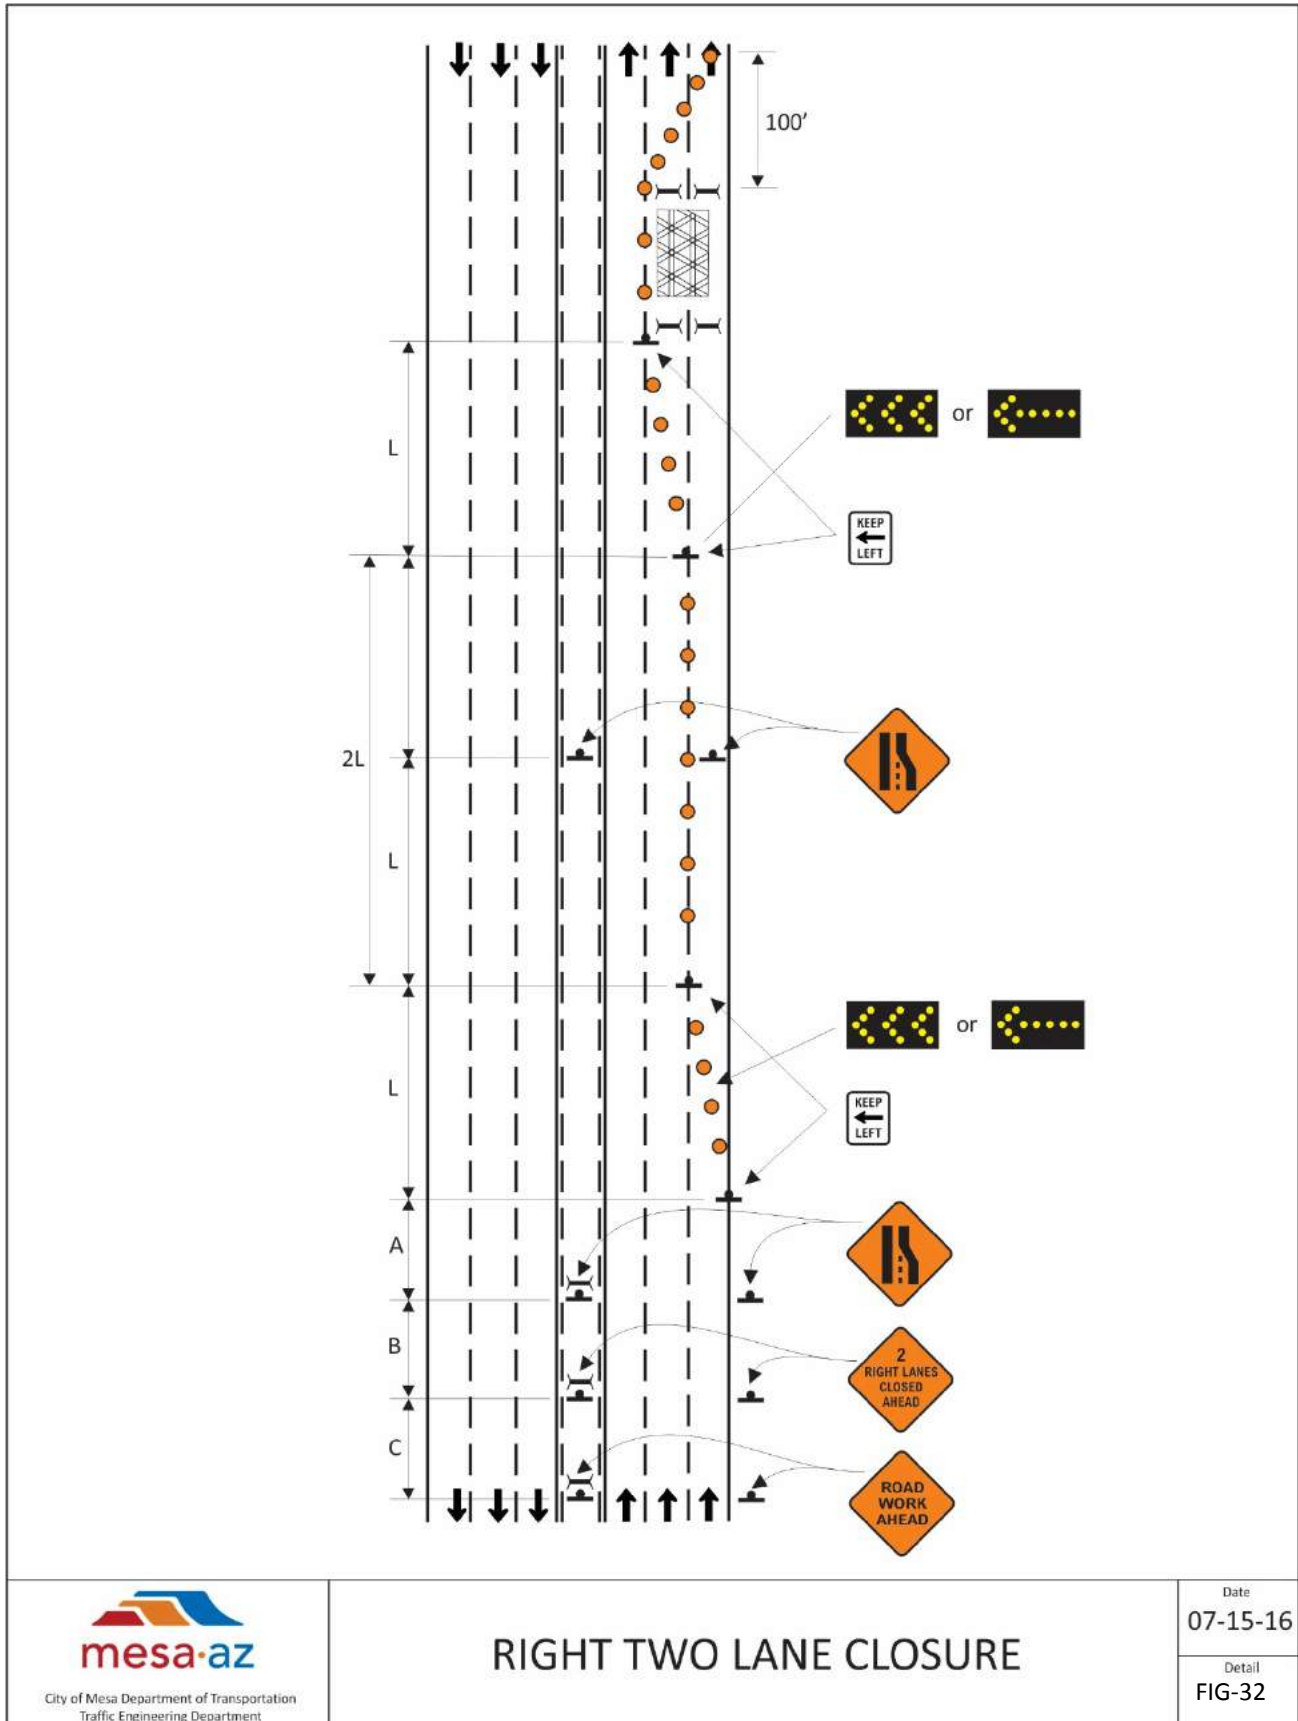 100’
or
L
KEEP
LEFT
2L
L
or
L
KEEP
LEFT
A
B
2
RIGHT LANES
CLOSED
AHEAD
C
ROAD
WORK
AHEAD
mesa·az
City of Mesa Department of Transportation
Traffic Engineering Department
RIGHT TWO LANE CLOSURE
Date
07-15-16
Detail
FIG-32